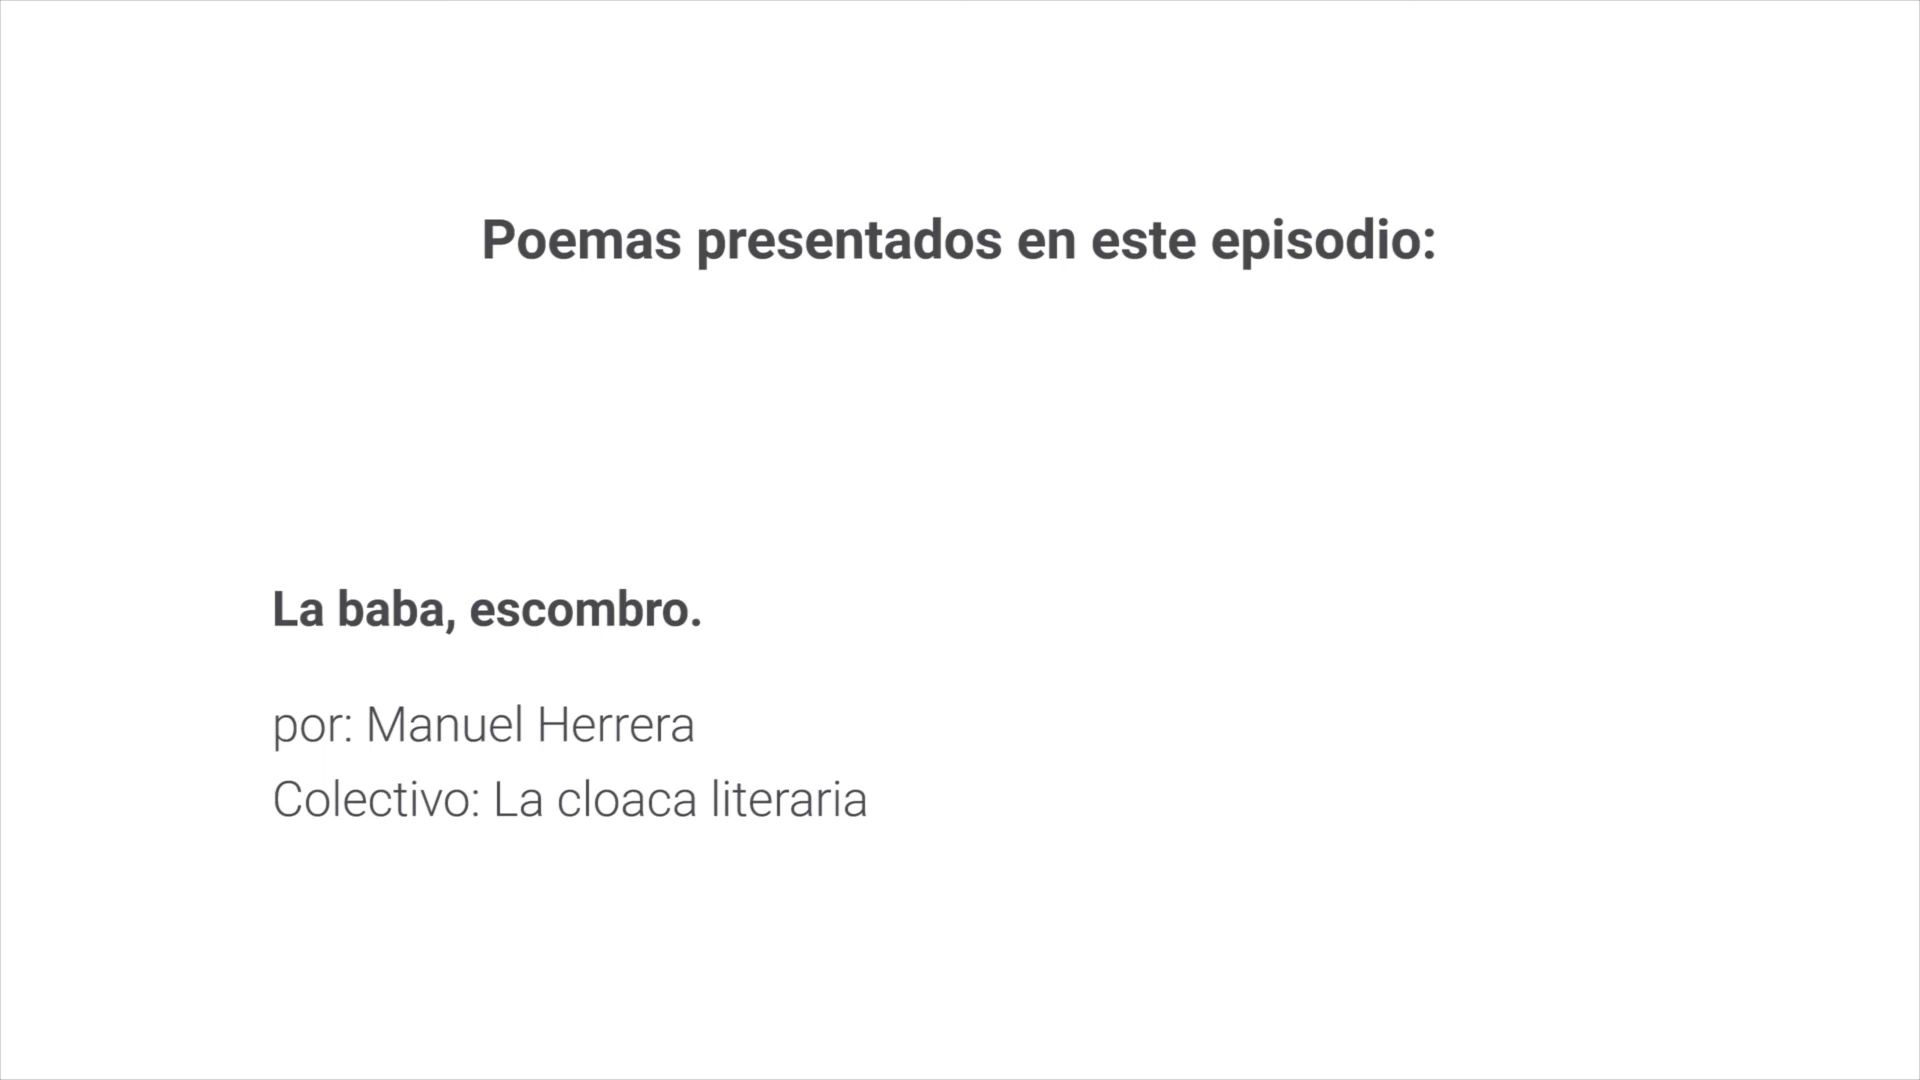 Poemas presentados en este episodio:
La baba, escombro.
por: Manuel Herrera
Colectivo: La cloaca literaria